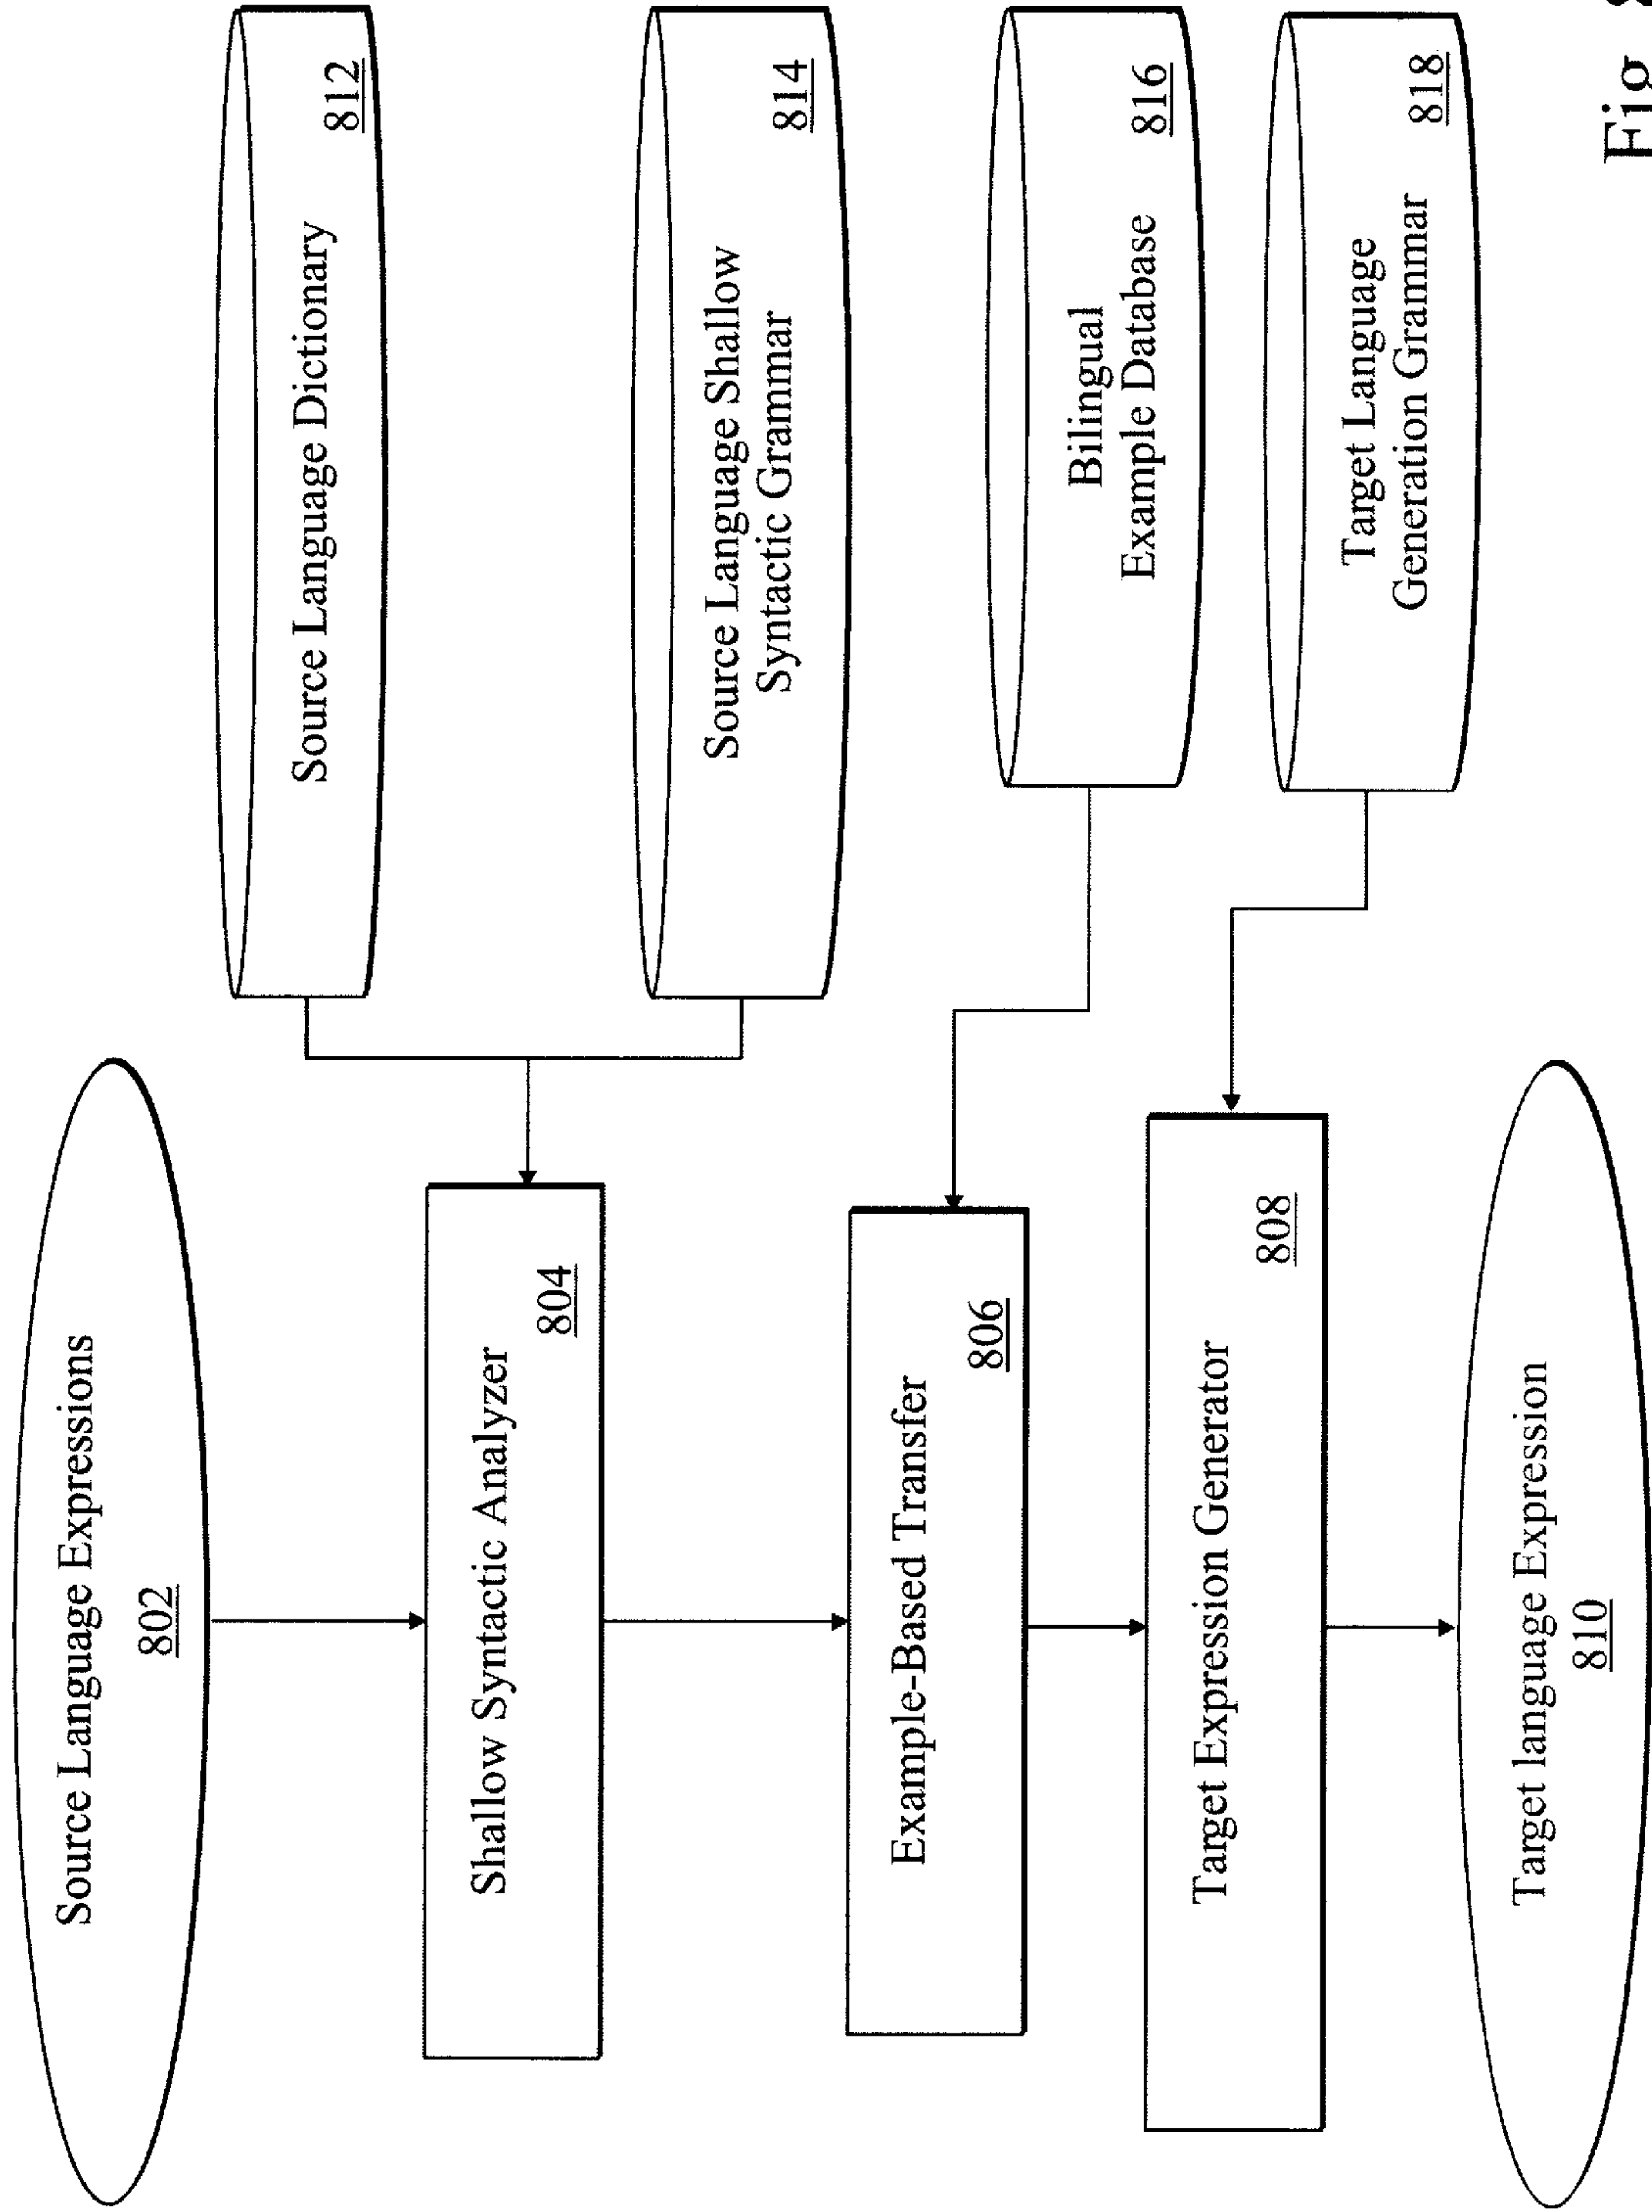 Source Language Expressions
802
Source Language Dictionary
812
Shallow Syntactic Analyzer
804
Source Language Shallow
Syntactic Grammar
814
Example-Based Transfer
806
Bilingual
Example Database
816
Target Expression Generator
808
Target Language
Generation Grammar
818
Target language Expression
810
Fig. 8